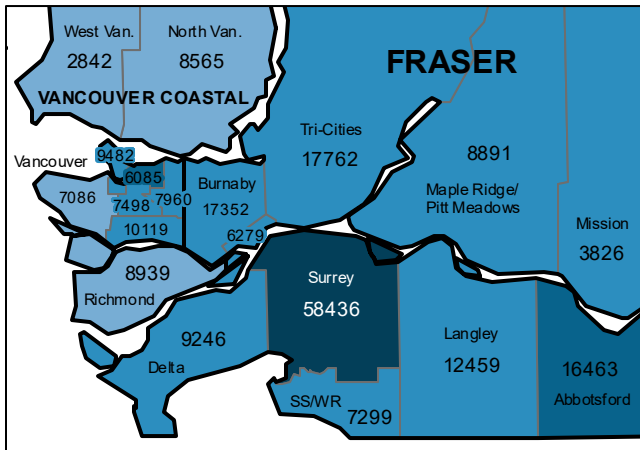 West Van.
2842
North Van.
8565
FRASER
VANCOUVER COASTAL
Tri-Cities
17762
8891
Maple Ridge/
Pitt Meadows
Mission
3826
Vancouver
9482
6085
7086
7498
7960
10119
Burnaby
17352
6279
8939
Richmond
Surrey
58436
9246
Delta
Langley
12459
16463
Abbotsford
SS/WR
7299